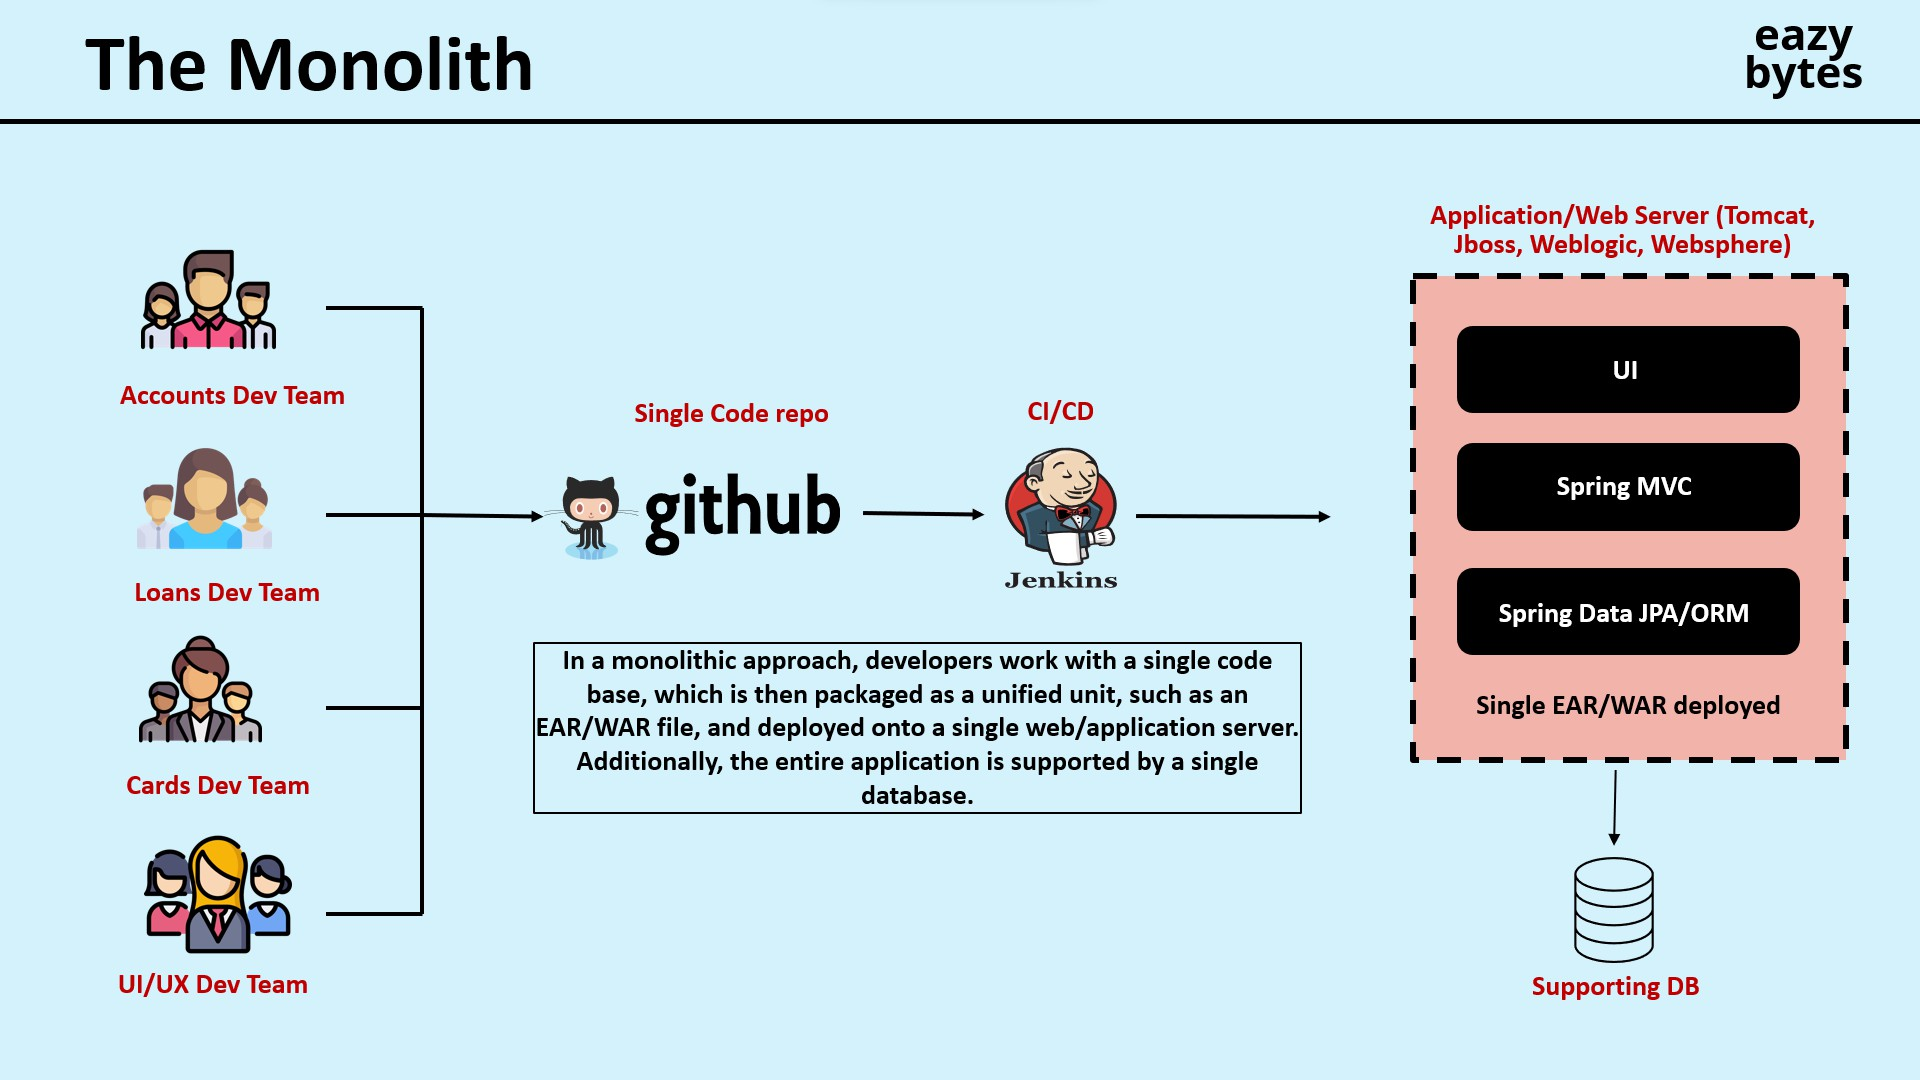 The Monolith
eazy
bytes
Application/Web Server (Tomcat,
Jboss, Weblogic, Websphere)
Accounts Dev Team
Loans Dev Team
Cards Dev Team
UI/UX Dev Team
Single Code repo
github
CI/CD
Jenkins
In a monolithic approach, developers work with a single code
base, which is then packaged as a unified unit, such as an
EAR/WAR file, and deployed onto a single web/application server.
Additionally, the entire application is supported by a single
database.
UI
Spring MVC
Spring Data JPA/ORM
Single EAR/WAR deployed
Supporting DB